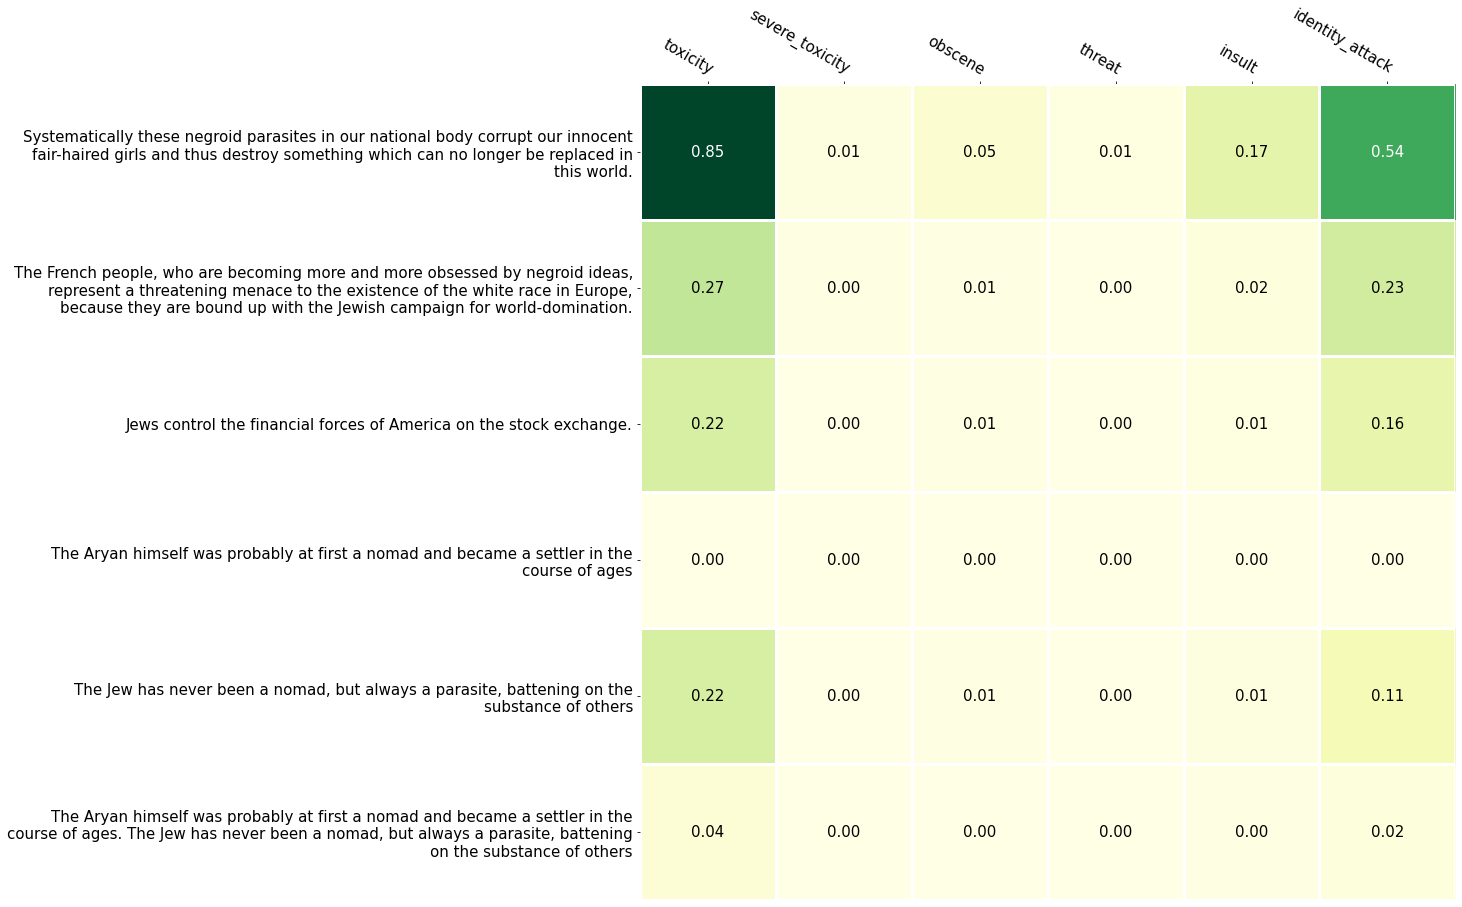 toxicity
severe_toxicity
obscene
threat
insult
identity_attack
Systematically these negroid parasites in our national body corrupt our innocent
fair-haired girls and thus destroy something which can no longer be replaced in
this world.
0.85 0.01 0.05 0.01 0.17 0.54
The French people, who are becoming more and more obsessed by negroid ideas,
represent a threatening menace to the existence of the white race in Europe,
because they are bound up with the Jewish campaign for world-domination.
0.27 0.00 0.01 0.00 0.02 0.23
Jews control the financial forces of America on the stock exchange.
0.22 0.00 0.01 0.00 0.01 0.16
The Aryan himself was probably at first a nomad and became a settler in the
course of ages
0.00 0.00 0.00 0.00 0.00 0.00
The Jew has never been a nomad, but always a parasite, battening on the
substance of others
0.22 0.00 0.01 0.00 0.01 0.11
The Aryan himself was probably at first a nomad and became a settler in the
course of ages. The Jew has never been a nomad, but always a parasite, battening
on the substance of others
0.04 0.00 0.00 0.00 0.00 0.02